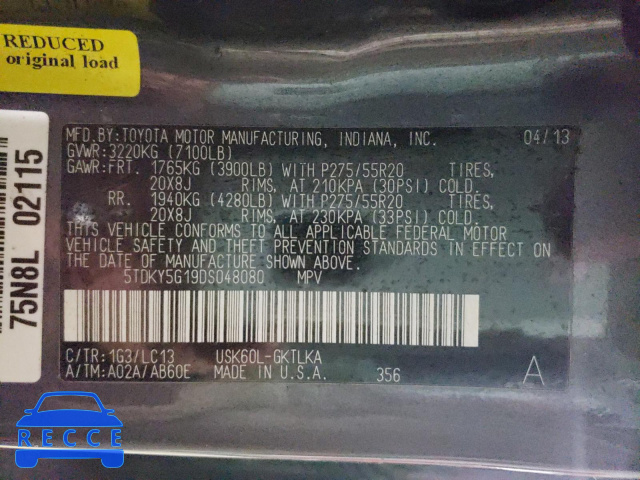 REDUCED
original load
75N8L 02115
MFD.BY:TOYOTA MOTOR MANUFACTURING, INDIANA, INC. 04/13
GVWR:3220KG (7100LB)
GAWR:FRT. 1765KG (3900LB) WITH P275/55R20 TIRES,
20X8J RIMS, AT 210KPA (30PSI) COLD.
RR. 1940KG (4280LB) WITH P275/55R20 TIRES,
20X8J RIMS, AT 230KPA (33PSI) COLD.
THIS VEHICLE CONFORMS TO ALL APPLICABLE FEDERAL MOTOR
VEHICLE SAFETY AND THEFT PREVENTION STANDARDS IN EFFECT ON
THE DATE OF MANUFACTURE SHOWN ABOVE.
5TDKY5G19DS048080 MPV
C/TR:1G3/LC13 USK60L-GKTLKA
A/TM:A02A/AB60E MADE IN U.S.A. 356 A
RECCE